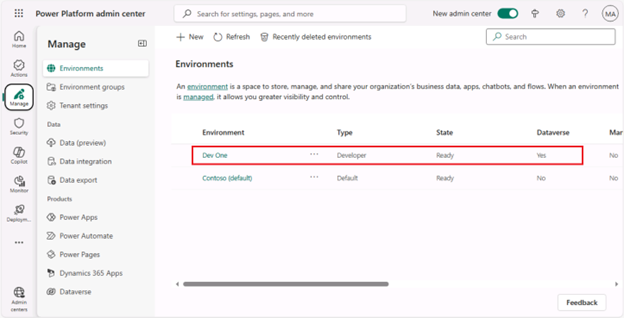 Power Platform admin center
Search for settings, pages, and more
New admin center
MA
Home
Actions
Manage
Security
Copilot
Monitor
Deploym...
Admin
centers
Manage
Environments
Environment groups
Tenant settings
Data
Data (preview)
Data integration
Data export
Products
Power Apps
Power Automate
Power Pages
Dynamics 365 Apps
Dataverse
New
Refresh
Recently deleted environments
Search
Environments
An environment is a space to store, manage, and share your organization's business data, apps, chatbots, and flows. When an environment
is managed, it allows you greater visibility and control.
Environment Type State Dataverse Mar
Dev One ... Developer Ready Yes No
Contoso (default) ... Default Ready No No
Feedback